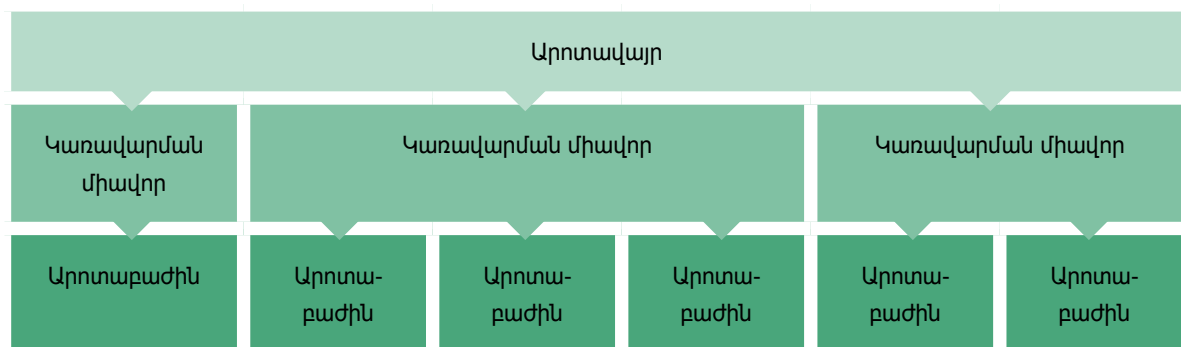 Արոտավայր
Կառավարման
միավոր
Կառավարման միավոր
Կառավարման միավոր
Արոտաբաժին
Արոտա-
բաժին
Արոտա-
բաժին
Արոտա-
բաժին
Արոտա-
բաժին
Արոտա-
բաժին